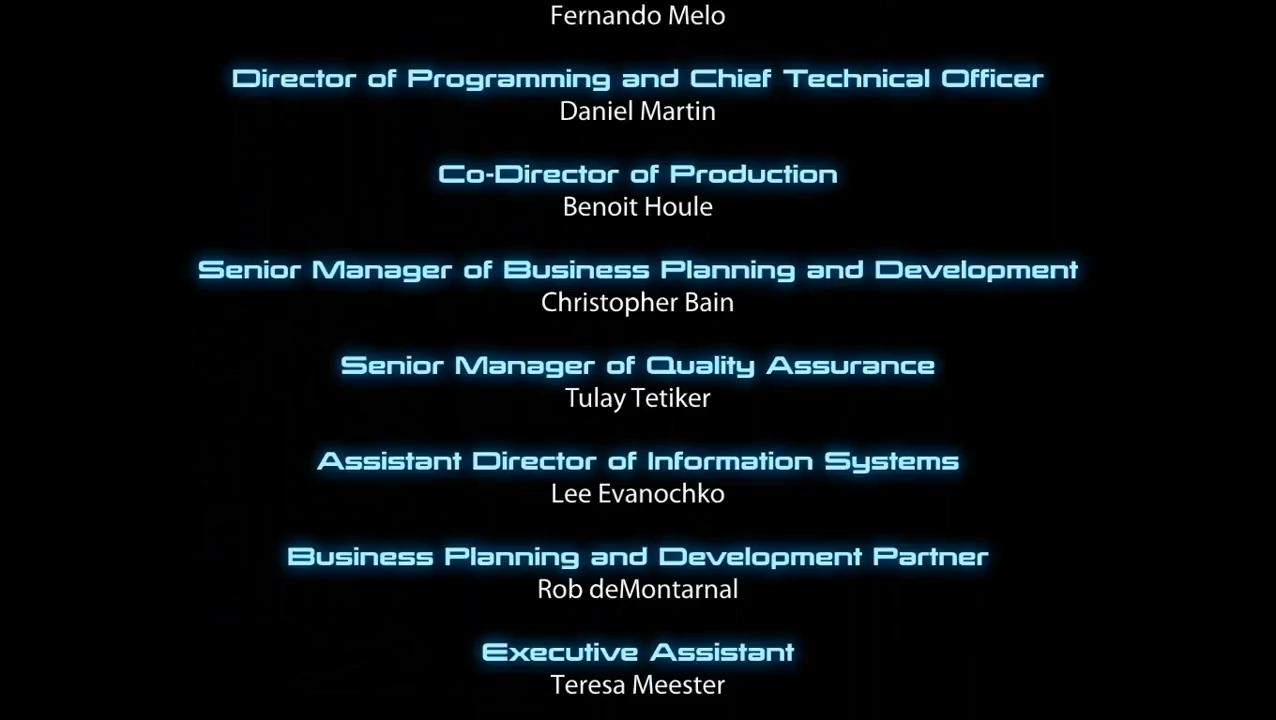 Fernando Melo
Director of Programming and Chief Technical Officer
Daniel Martin
Co-Director of Production
Benoit Houle
Senior Manager of Business Planning and Development
Christopher Bain
Senior Manager of Quality Assurance
Tulay Tetiker
Assistant Director of Information Systems
Lee Evanochko
Business Planning and Development Partner
Rob deMontarnal
Executive Assistant
Teresa Meester